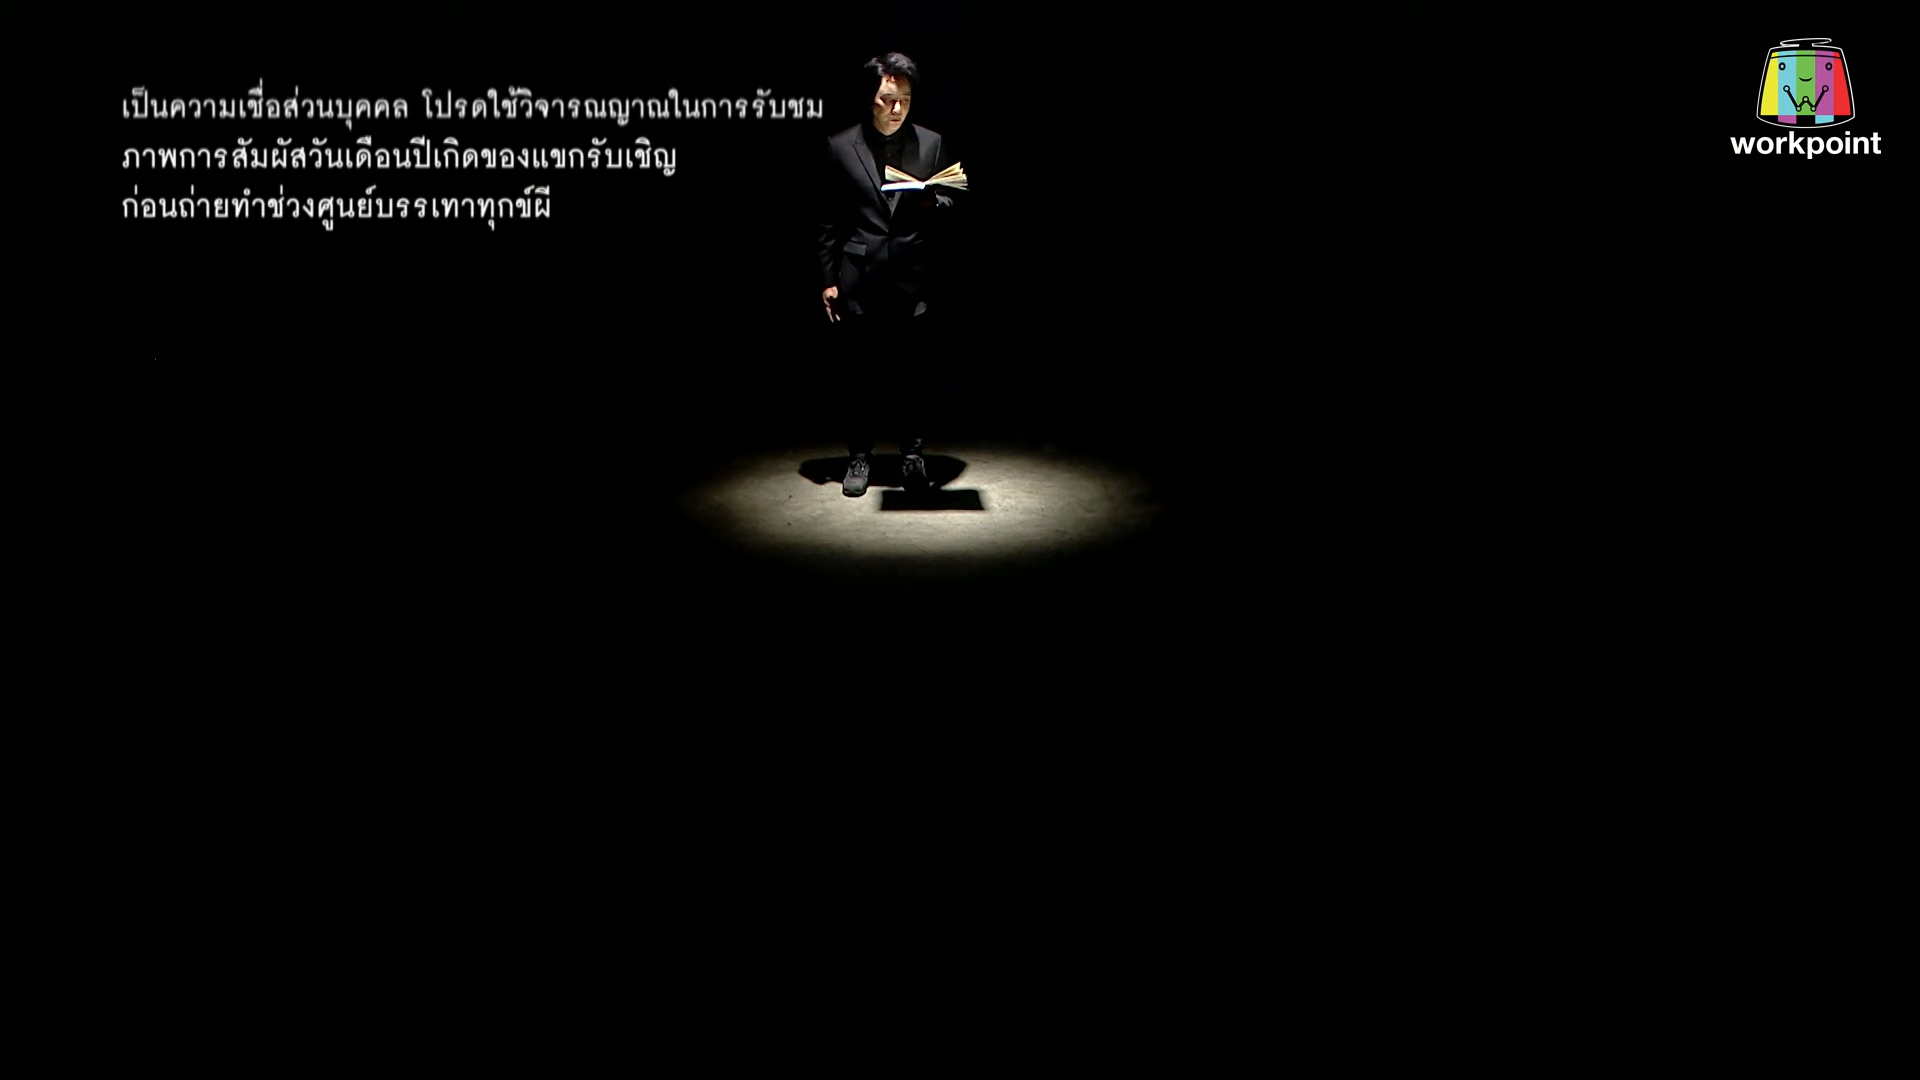 เป็นความเชื่อส่วนบุคคล โปรดใช้วิจารณญาณในการรับชม
ภาพการสัมผัสวันเดือนปีเกิดของแขกรับเชิญ
ก่อนถ่ายทำช่วงศูนย์บรรเทาทุกข์ผี
workpoint